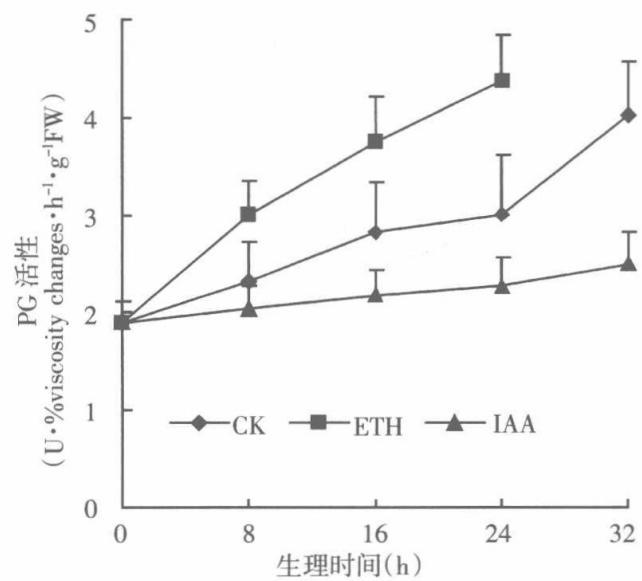 5
4
3
2
1
0
PG 活性
(U·%viscosity changes·h⁻¹·g⁻¹FW)
CK ETH IAA
0 8 16 24 32
生理时间(h)